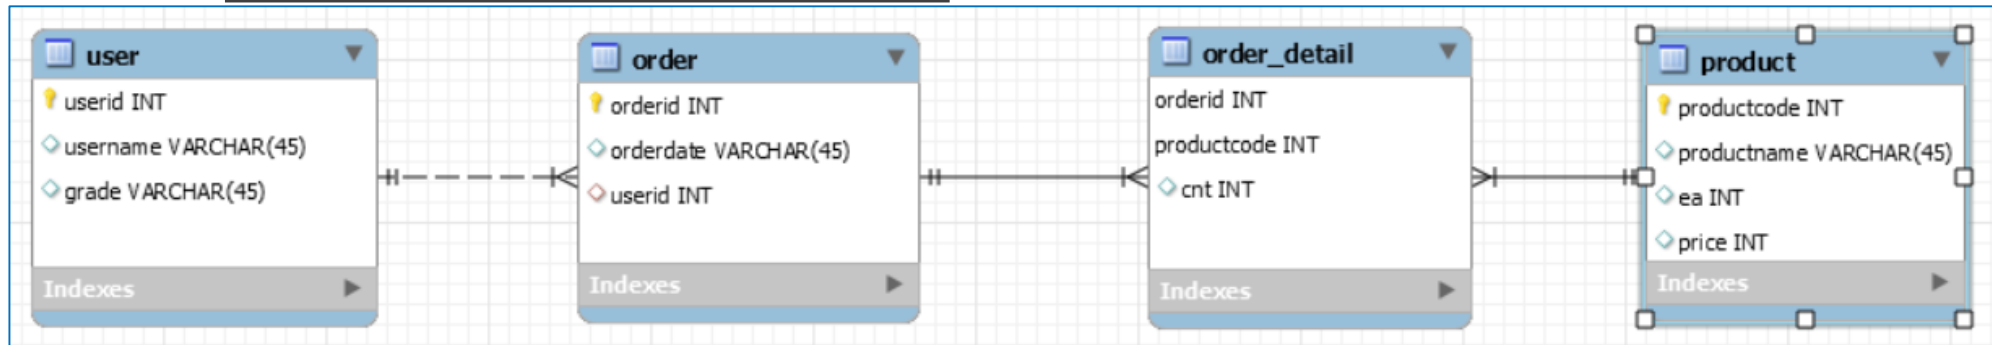 user
userid INT
username VARCHAR(45)
grade VARCHAR(45)
Indexes
order
orderid INT
orderdate VARCHAR(45)
userid INT
Indexes
order_detail
orderid INT
productcode INT
cnt INT
Indexes
product
productcode INT
productname VARCHAR(45)
ea INT
price INT
Indexes